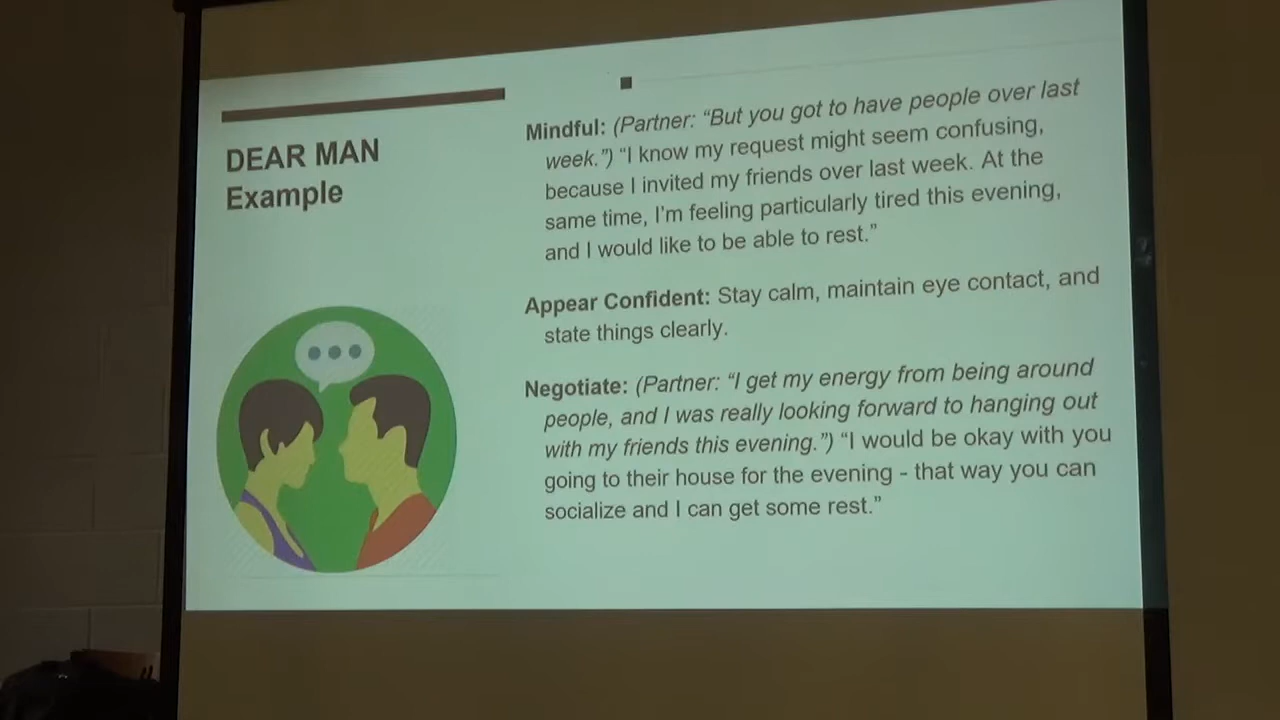 DEAR MAN
Example
Mindful: (Partner: “But you got to have people over last
week.”) “I know my request might seem confusing,
because I invited my friends over last week. At the
same time, I’m feeling particularly tired this evening,
and I would like to be able to rest.”
Appear Confident: Stay calm, maintain eye contact, and
state things clearly.
Negotiate: (Partner: “I get my energy from being around
people, and I was really looking forward to hanging out
with my friends this evening.”) “I would be okay with you
going to their house for the evening - that way you can
socialize and I can get some rest.”